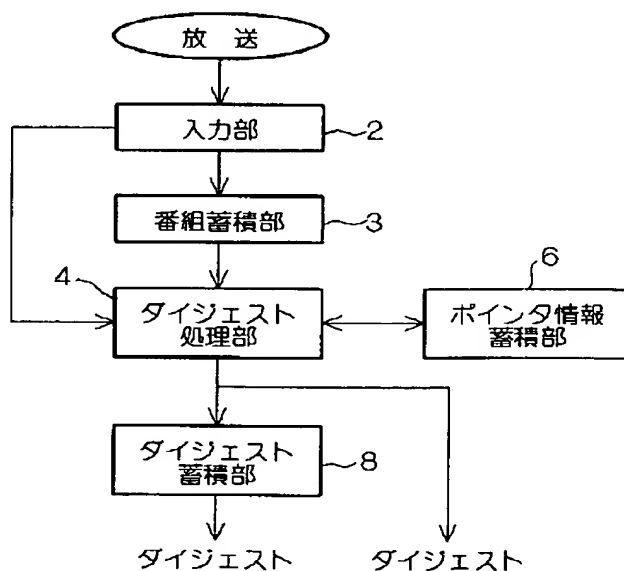 放 送
入力部
2
番組蓄積部
3
4
6
ダイジェスト
処理部
ポインタ情報
蓄積部
ダイジェスト
蓄積部
8
ダイジェスト ダイジェスト